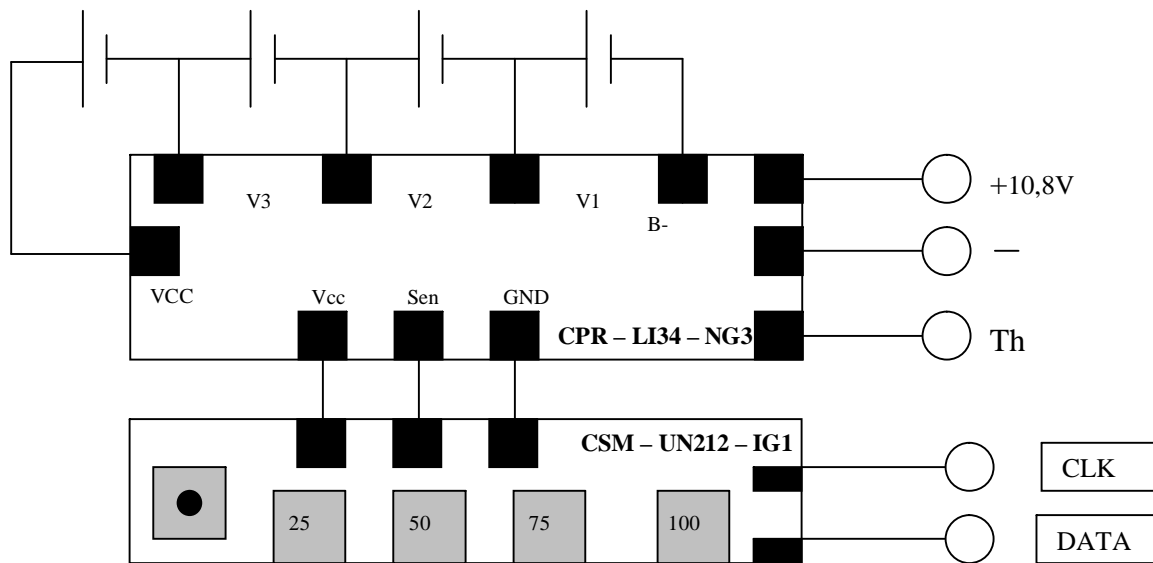 V3 V2 V1
B-
+10,8V
—
VCC
Vcc Sen GND
CPR – LI34 – NG3
Th
CSM – UN212 – IG1
CLK
25 50 75 100
DATA